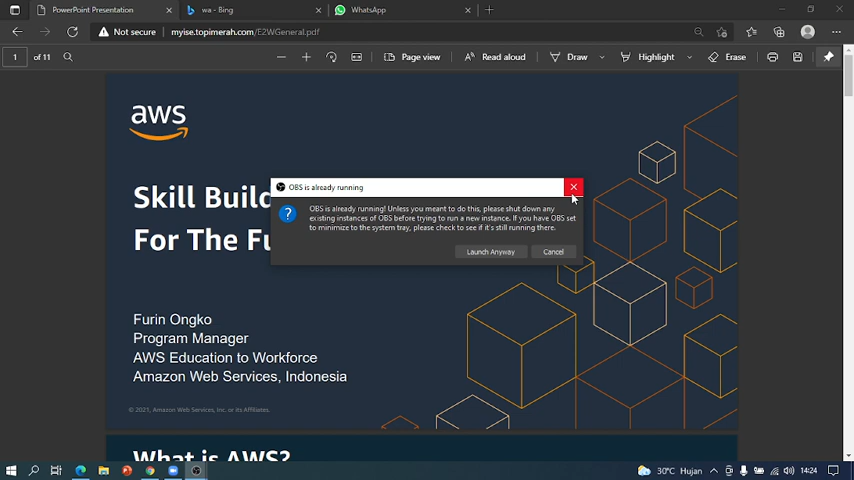 PowerPoint Presentation
wa - Bing
WhatsApp
Not secure
myise.topimerah.com/E2WGeneral.pdf
1 of 11
Page view
Read aloud
Draw
Highlight
Erase
aws
Skill Buil
For The Fu
OBS is already running
OBS is already running! Unless you meant to do this, please shut down any
existing instances of OBS before trying to run a new instance. If you have OBS set
to minimize to the system tray, please check to see if it's still running there.
Launch Anyway
Cancel
Furin Ongko
Program Manager
AWS Education to Workforce
Amazon Web Services, Indonesia
© 2021, Amazon Web Services, Inc. or its Affiliates.
What is AWS?
30°C Hujan
14:24